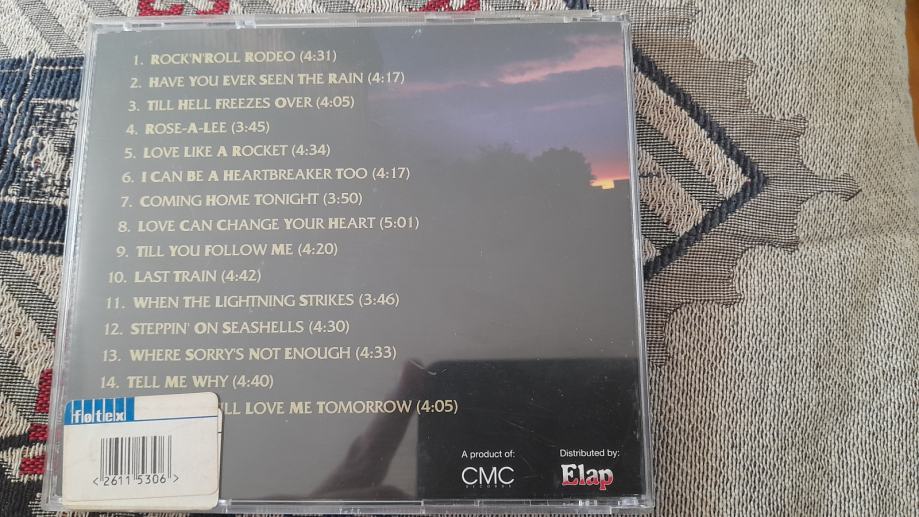 1. ROCK'N'ROLL RODEO (4:31)
2. HAVE YOU EVER SEEN THE RAIN (4:17)
3. TILL HELL FREEZES OVER (4:05)
4. ROSE-A-LEE (3:45)
5. LOVE LIKE A ROCKET (4:34)
6. I CAN BE A HEARTBREAKER TOO (4:17)
7. COMING HOME TONIGHT (3:50)
8. LOVE CAN CHANGE YOUR HEART (5:01)
9. TILL YOU FOLLOW ME (4:20)
10. LAST TRAIN (4:42)
11. WHEN THE LIGHTNING STRIKES (3:46)
12. STEPPIN' ON SEASHELLS (4:30)
13. WHERE SORRY'S NOT ENOUGH (4:33)
14. TELL ME WHY (4:40)
LOVE ME TOMORROW (4:05)
føtex
<26115306>
A product of:
CMC
RECORDS
Distributed by:
Elap